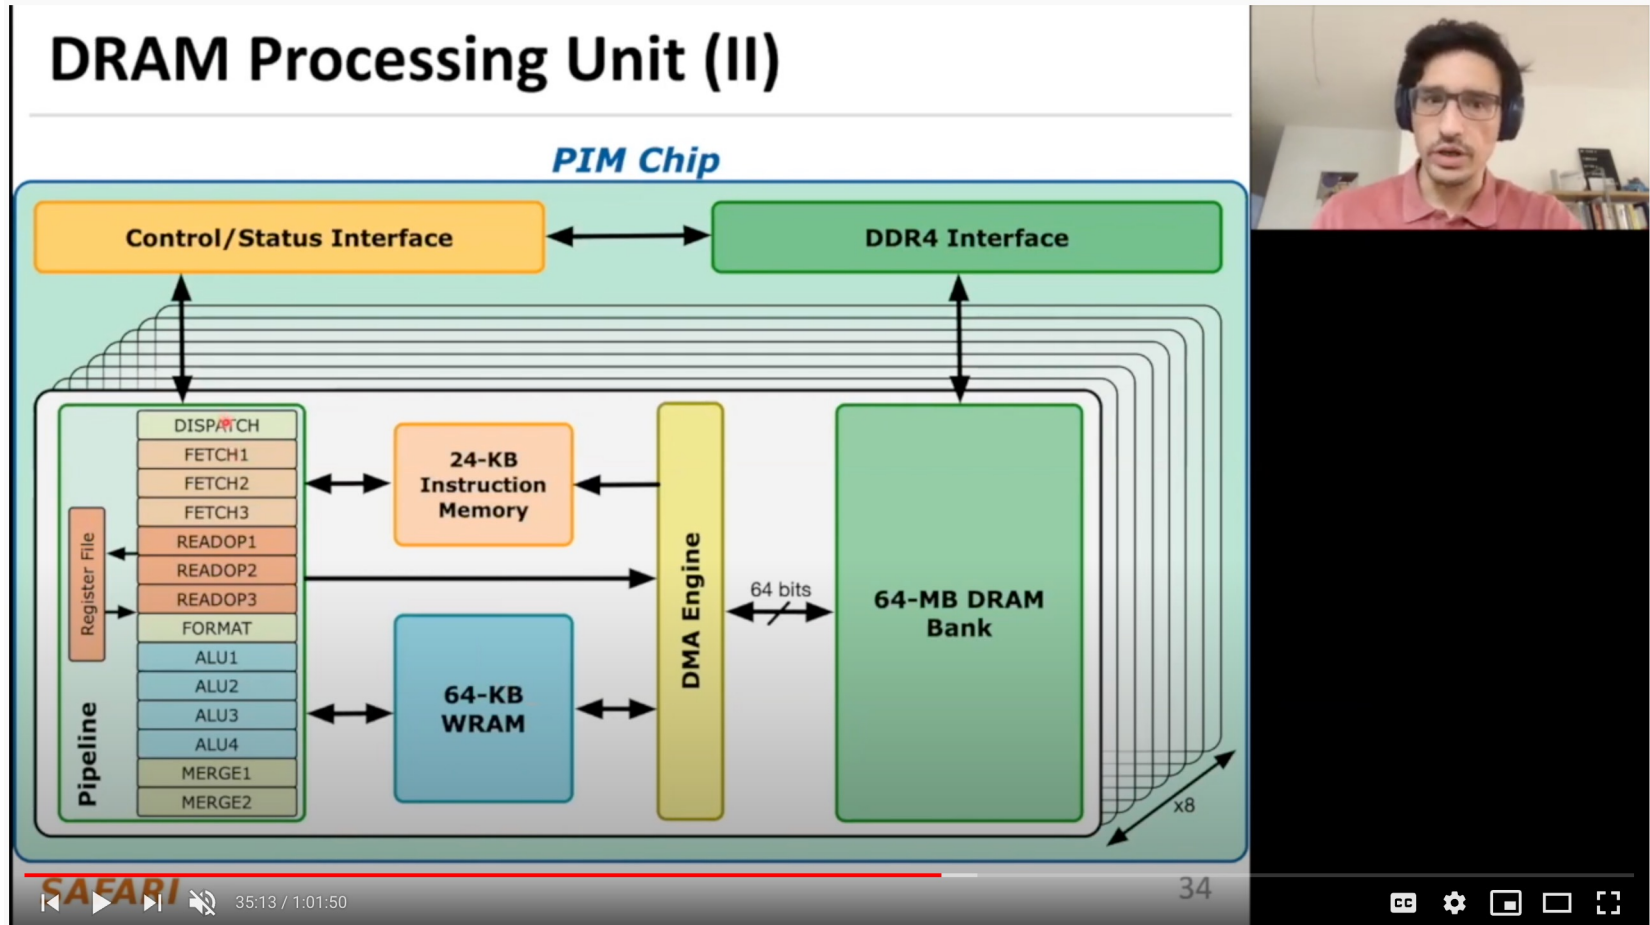 DRAM Processing Unit (II)
PIM Chip
Control/Status Interface
DDR4 Interface
DISPATCH
FETCH1
FETCH2
FETCH3
READOP1
READOP2
READOP3
FORMAT
ALU1
ALU2
ALU3
ALU4
MERGE1
MERGE2
Register File
Pipeline
24-KB
Instruction
Memory
64-KB
WRAM
DMA Engine
64 bits
64-MB DRAM
Bank
x8
SAFARI
34
35:13 / 1:01:50
CC